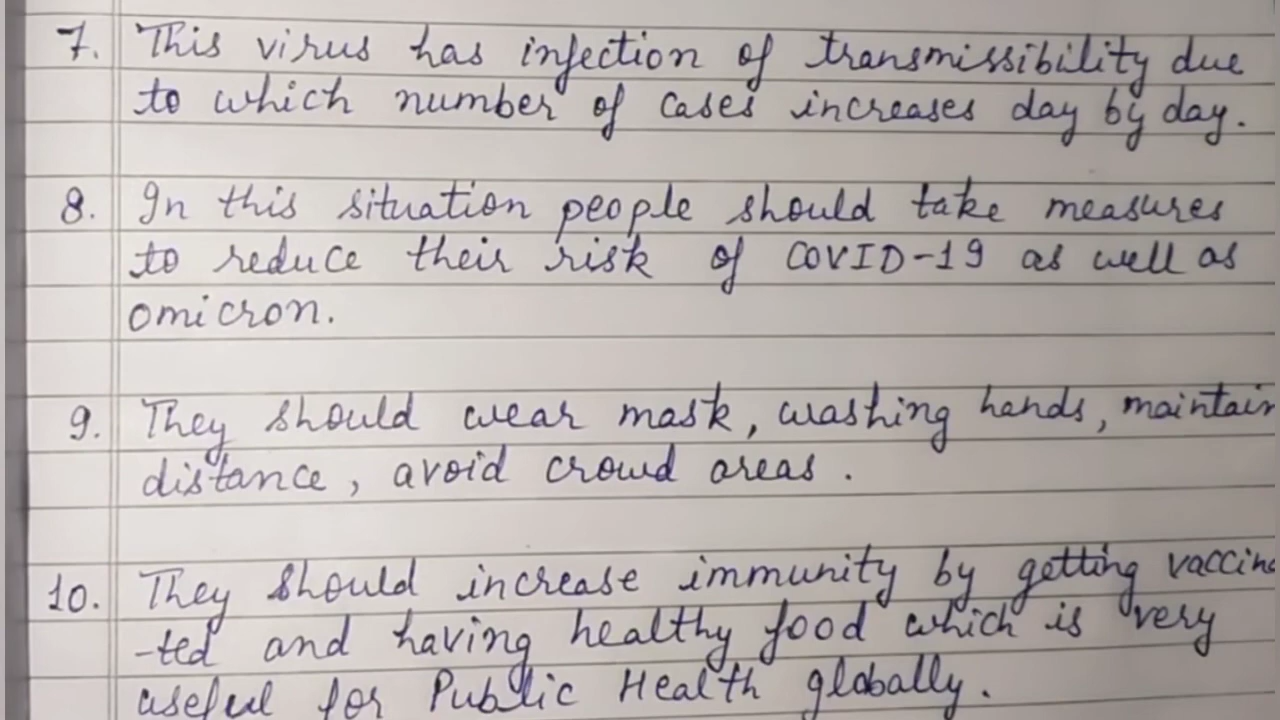 7. This virus has infection of transmissibility due
to which number of cases increases day by day.
8. In this situation people should take measures
to reduce their risk of COVID-19 as well as
omicron.
9. They should wear mask, washing hands, maintain
distance, avoid crowd areas.
10. They should increase immunity by getting vaccina
-ted and having healthy food which is very
useful for Public Health globally.